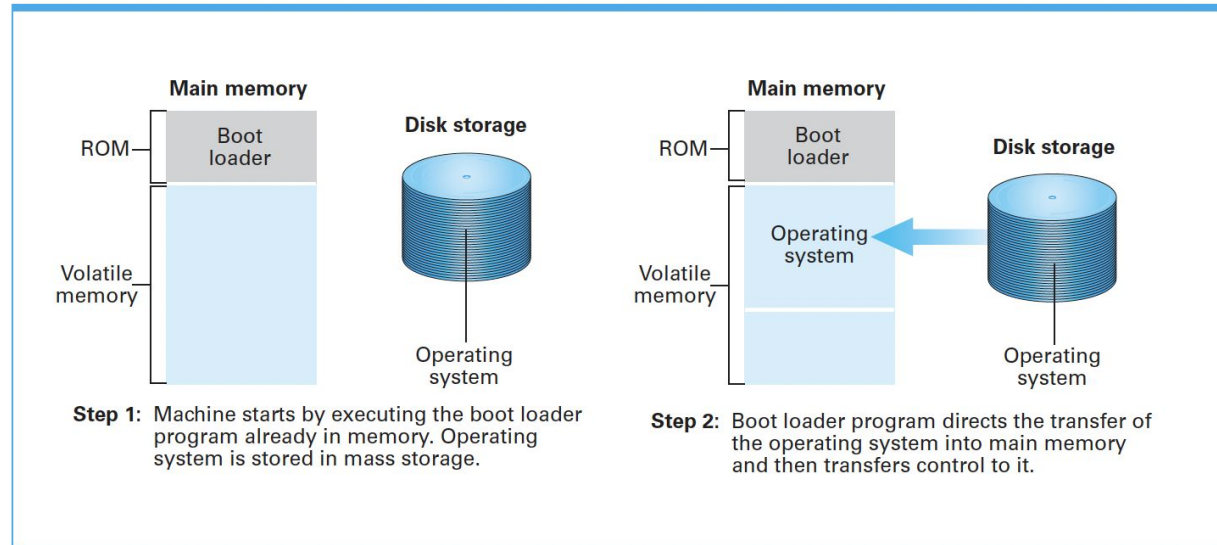 Main memory
ROM
Boot
loader
Volatile
memory
Disk storage
Operating
system
Step 1: Machine starts by executing the boot loader
program already in memory. Operating
system is stored in mass storage.
Main memory
ROM
Boot
loader
Operating
system
Volatile
memory
Disk storage
Operating
system
Step 2: Boot loader program directs the transfer of
the operating system into main memory
and then transfers control to it.